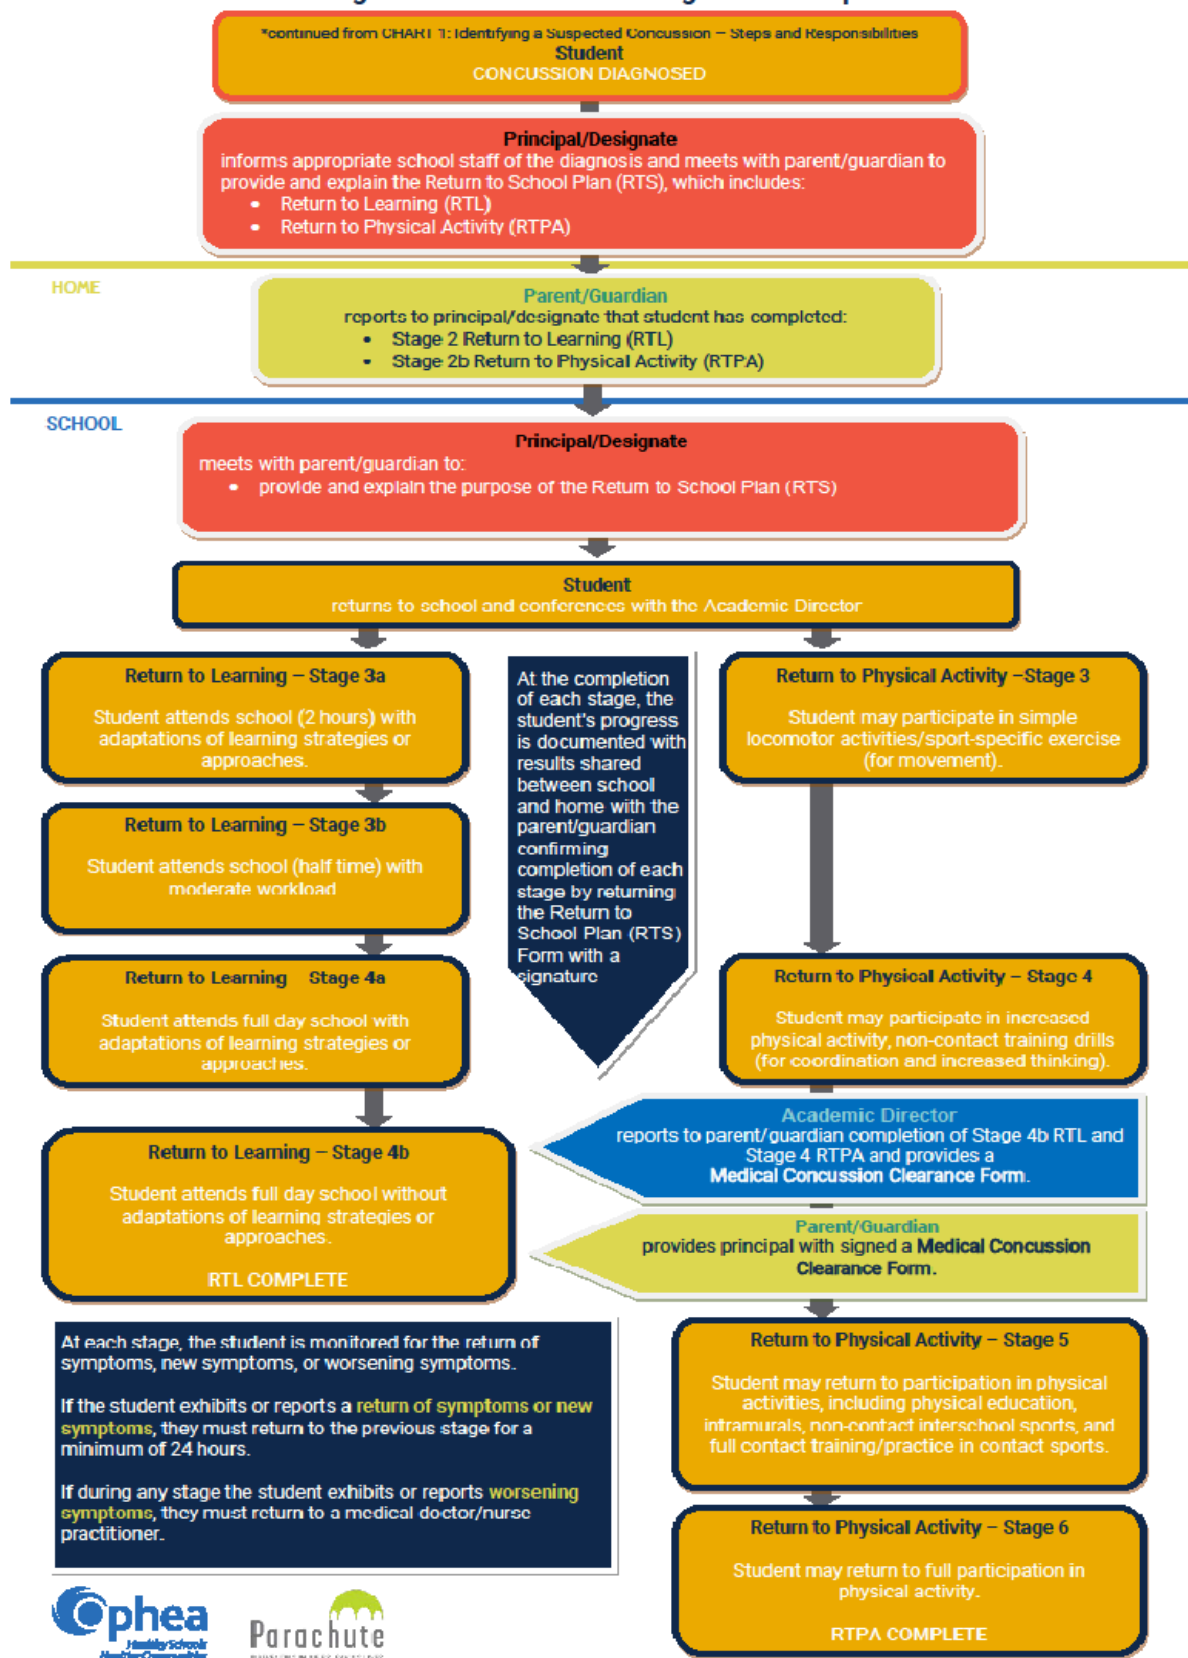 *continued from CHART 1: Identifying a Suspected Concussion – Steps and Responsibilities
Student
CONCUSSION DIAGNOSED
Principal/Designate
informs appropriate school staff of the diagnosis and meets with parent/guardian to
provide and explain the Return to School Plan (RTS), which includes:
• Return to Learning (RTL)
• Return to Physical Activity (RTPA)
HOME
Parent/Guardian
reports to principal/designate that student has completed:
• Stage 2 Return to Learning (RTL)
• Stage 2b Return to Physical Activity (RTPA)
SCHOOL
Principal/Designate
meets with parent/guardian to:
• provide and explain the purpose of the Return to School Plan (RTS)
Student
returns to school and conferences with the Academic Director
Return to Learning – Stage 3a
Student attends school (2 hours) with
adaptations of learning strategies or
approaches.
Return to Learning – Stage 3b
Student attends school (half time) with
moderate workload
Return to Learning Stage 4a
Student attends full day school with
adaptations of learning strategies or
approaches.
Return to Learning – Stage 4b
Student attends full day school without
adaptations of learning strategies or
approaches.
RTL COMPLETE
At the completion
of each stage, the
student's progress
is documented with
results shared
between school
and home with the
parent/guardian
confirming
completion of each
stage by returning
the Return to
School Plan (RTS)
Form with a
signature
Return to Physical Activity –Stage 3
Student may participate in simple
locomotor activities/sport-specific exercise
(for movement).
Return to Physical Activity – Stage 4
Student may participate in increased
physical activity, non-contact training drills
(for coordination and increased thinking).
Academic Director
reports to parent/guardian completion of Stage 4b RTL and
Stage 4 RTPA and provides a
Medical Concussion Clearance Form.
Parent/Guardian
provides principal with signed a Medical Concussion
Clearance Form.
Return to Physical Activity – Stage 5
Student may return to participation in physical
activities, including physical education,
intramurals, non-contact interschool sports, and
full contact training/practice in contact sports.
Return to Physical Activity – Stage 6
Student may return to full participation in
physical activity.
RTPA COMPLETE
At each stage, the student is monitored for the return of
symptoms, new symptoms, or worsening symptoms.
If the student exhibits or reports a return of symptoms or new
symptoms, they must return to the previous stage for a
minimum of 24 hours.
If during any stage the student exhibits or reports worsening
symptoms, they must return to a medical doctor/nurse
practitioner.
Ophea
Healthy Schools
Parachute